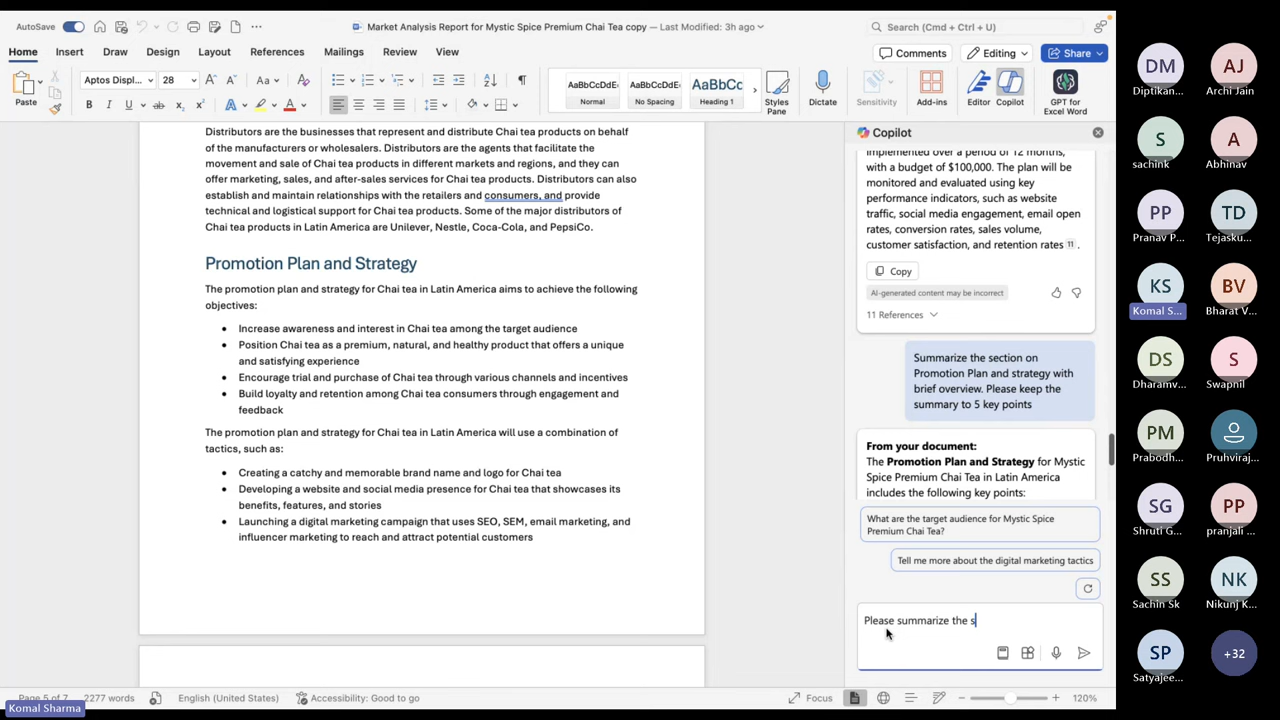 AutoSave
Market Analysis Report for Mystic Spice Premium Chai Tea copy — Last Modified: 3h ago
Search (Cmd + Ctrl + U)
Home Insert Draw Design Layout References Mailings Review View
Comments Editing Share
Paste
Aptos Displ... 28
AaBbCcDdEe
Normal
AaBbCcDdEe
No Spacing
AaBbCc
Heading 1
Styles Pane
Dictate
Sensitivity
Add-ins
Editor
Copilot
GPT for Excel Word
Distributors are the businesses that represent and distribute Chai tea products on behalf
of the manufacturers or wholesalers. Distributors are the agents that facilitate the
movement and sale of Chai tea products in different markets and regions, and they can
offer marketing, sales, and after-sales services for Chai tea products. Distributors can also
establish and maintain relationships with the retailers and consumers, and provide
technical and logistical support for Chai tea products. Some of the major distributors of
Chai tea products in Latin America are Unilever, Nestle, Coca-Cola, and PepsiCo.
Promotion Plan and Strategy
The promotion plan and strategy for Chai tea in Latin America aims to achieve the following
objectives:
• Increase awareness and interest in Chai tea among the target audience
• Position Chai tea as a premium, natural, and healthy product that offers a unique
and satisfying experience
• Encourage trial and purchase of Chai tea through various channels and incentives
• Build loyalty and retention among Chai tea consumers through engagement and
feedback
The promotion plan and strategy for Chai tea in Latin America will use a combination of
tactics, such as:
• Creating a catchy and memorable brand name and logo for Chai tea
• Developing a website and social media presence for Chai tea that showcases its
benefits, features, and stories
• Launching a digital marketing campaign that uses SEO, SEM, email marketing, and
influencer marketing to reach and attract potential customers
Copilot
implemented over a period of 12 months,
with a budget of $100,000. The plan will be
monitored and evaluated using key
performance indicators, such as website
traffic, social media engagement, email open
rates, conversion rates, sales volume,
customer satisfaction, and retention rates 11 .
Copy
AI-generated content may be incorrect
11 References
Summarize the section on
Promotion Plan and strategy with
brief overview. Please keep the
summary to 5 key points
From your document:
The Promotion Plan and Strategy for Mystic
Spice Premium Chai Tea in Latin America
includes the following key points:
What are the target audience for Mystic Spice
Premium Chai Tea?
Tell me more about the digital marketing tactics
Please summarize the s
Page 5 of 7 2277 words English (United States) Accessibility: Good to go Focus 120%
Komal Sharma
DM AJ
Diptikan... Archi Jain
S A
sachink Abhinav
PP TD
Pranav P... Tejasku...
KS BV
Komal S... Bharat V...
DS S
Dharamv... Swapnil
PM
Prabodh... Pruhviraj...
SG PP
Shruti G... pranjali ...
SS NK
Sachin Sk Nikunj K...
SP +32
Satyajee...